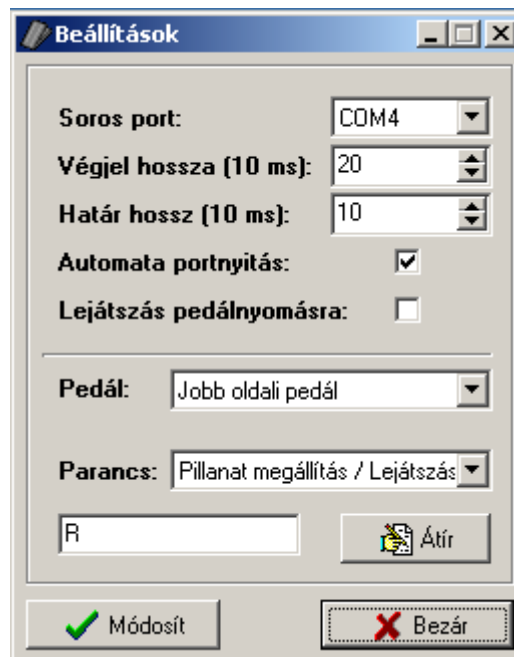 Beállítások
Soros port: COM4
Végjel hossza (10 ms): 20
Határ hossz (10 ms): 10
Automata portnyitás:
Lejátszás pedálnyomásra:
Pedál: Jobb oldali pedál
Parancs: Pillanat megállítás / Lejátszás
R Átír
Módosít Bezár